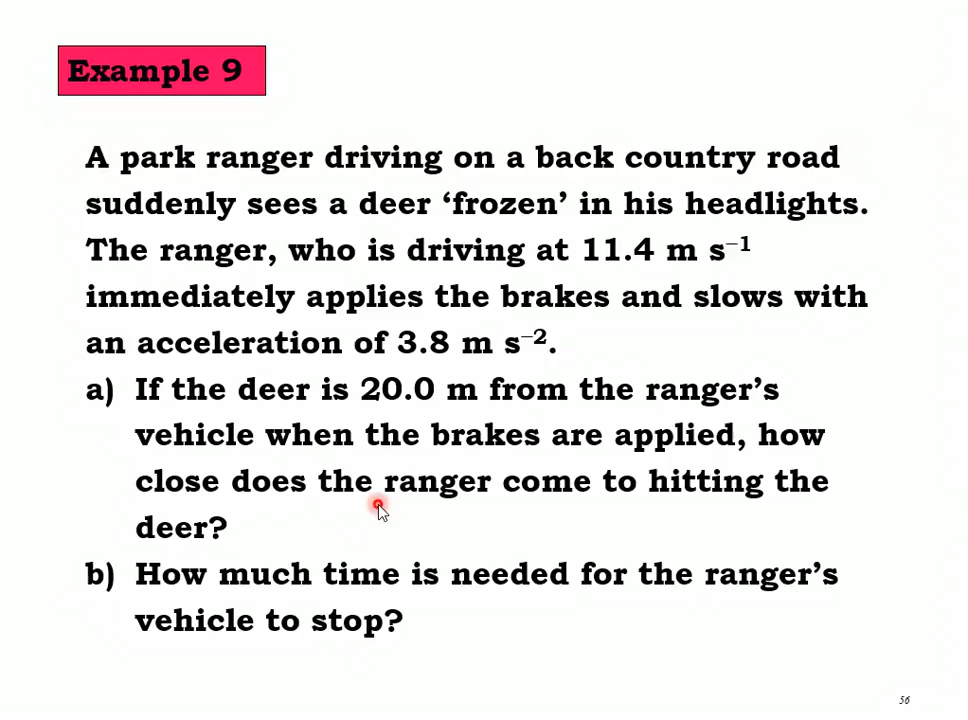 Example 9
A park ranger driving on a back country road
suddenly sees a deer ‘frozen’ in his headlights.
The ranger, who is driving at 11.4 m s⁻¹
immediately applies the brakes and slows with
an acceleration of 3.8 m s⁻².
a) If the deer is 20.0 m from the ranger’s
vehicle when the brakes are applied, how
close does the ranger come to hitting the
deer?
b) How much time is needed for the ranger’s
vehicle to stop?
56